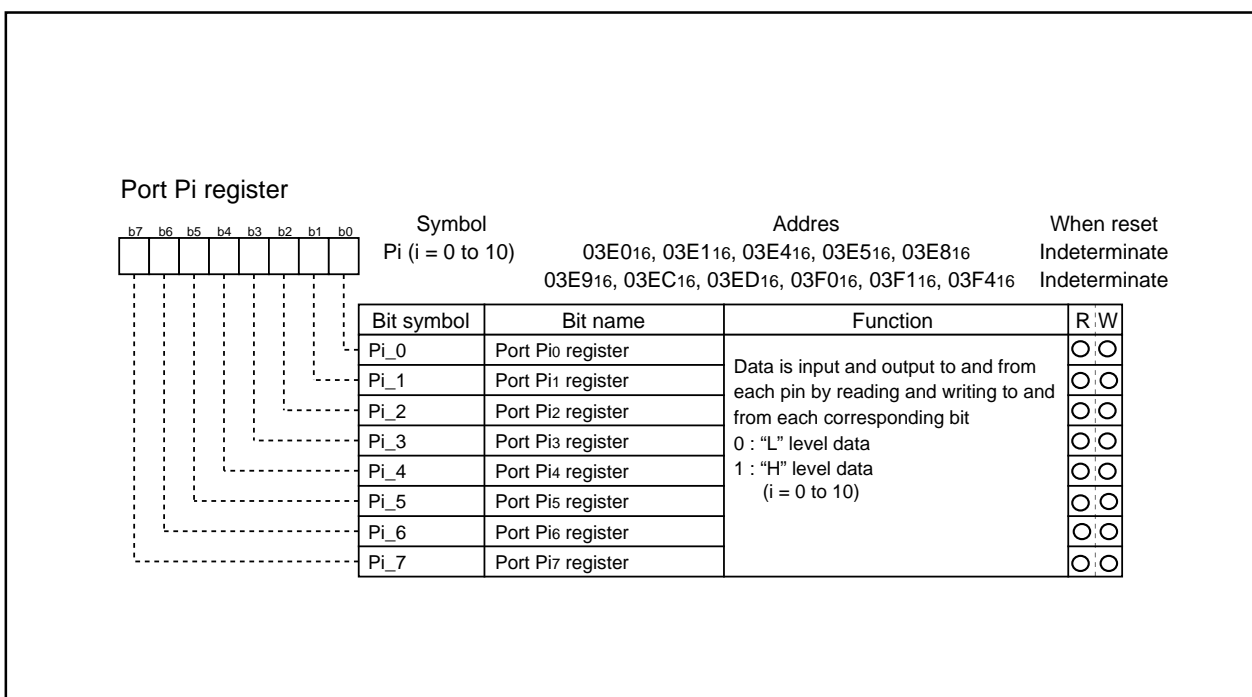 Port Pi register
b7 b6 b5 b4 b3 b2 b1 b0
Symbol Addres When reset
Pi (i = 0 to 10) 03E016, 03E116, 03E416, 03E516, 03E816 Indeterminate
03E916, 03EC16, 03ED16, 03F016, 03F116, 03F416 Indeterminate
Bit symbol Bit name Function R W
Pi_0 Port Pi0 register
Pi_1 Port Pi1 register
Pi_2 Port Pi2 register
Pi_3 Port Pi3 register
Pi_4 Port Pi4 register
Pi_5 Port Pi5 register
Pi_6 Port Pi6 register
Pi_7 Port Pi7 register
Data is input and output to and from
each pin by reading and writing to and
from each corresponding bit
0 : “L” level data
1 : “H” level data
(i = 0 to 10)